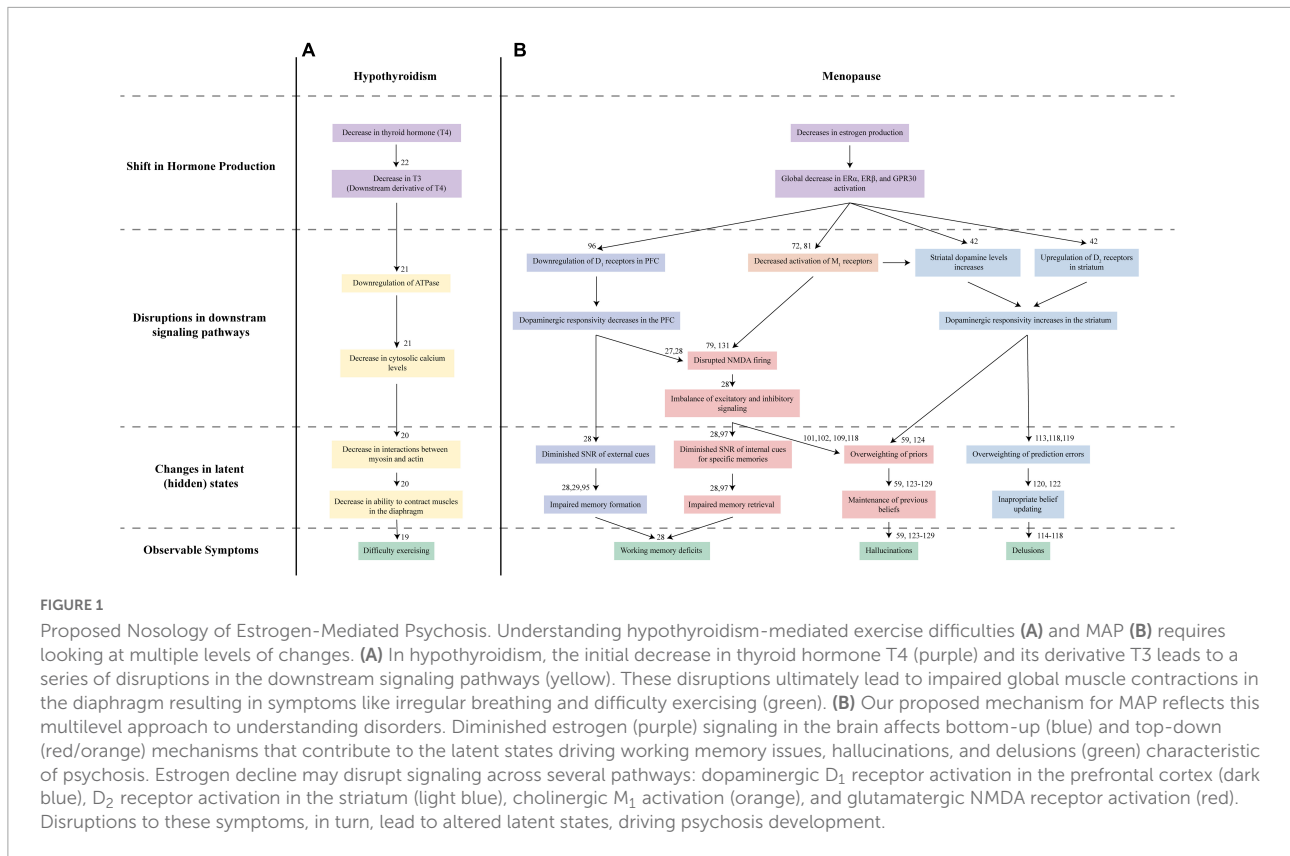 A
B
Hypothyroidism
Menopause
Shift in Hormone Production
Decrease in thyroid hormone (T4)
22
Decrease in T3
(Downstream derivative of T4)
Decreases in estrogen production
Global decrease in ERα, ERβ, and GPR30
activation
Disruptions in downstram
signaling pathways
21
Downregulation of ATPase
21
Decrease in cytosolic calcium
levels
96
Downregulation of D1 receptors in PFC
72, 81
Decreased activation of M1 receptors
42
Striatal dopamine levels
increases
42
Upregulation of D2 receptors
in striatum
Dopaminergic responsivity decreases in the PFC
Dopaminergic responsivity increases in the striatum
27,28
79, 131
Disrupted NMDA firing
28
Imbalance of excitatory and inhibitory
signaling
Changes in latent
(hidden) states
20
Decrease in interactions between
myosin and actin
20
Decrease in ability to contract muscles
in the diaphragm
28
Diminished SNR of external cues
28,97
Diminished SNR of internal cues
for specific memories
101,102, 109,118
59, 124
Overweighting of priors
113,118,119
Overweighting of prediction errors
28,29,95
Impaired memory formation
28,97
Impaired memory retrieval
59, 123-129
Maintenance of previous
beliefs
120, 122
Inapropriate belief
updating
Observable Symptoms
19
Difficulty exercising
28
Working memory deficits
59, 123-129
Hallucinations
114-118
Delusions
FIGURE 1
Proposed Nosology of Estrogen-Mediated Psychosis. Understanding hypothyroidism-mediated exercise difficulties (A) and MAP (B) requires
looking at multiple levels of changes. (A) In hypothyroidism, the initial decrease in thyroid hormone T4 (purple) and its derivative T3 leads to a
series of disruptions in the downstream signaling pathways (yellow). These disruptions ultimately lead to impaired global muscle contractions in
the diaphragm resulting in symptoms like irregular breathing and difficulty exercising (green). (B) Our proposed mechanism for MAP reflects this
multilevel approach to understanding disorders. Diminished estrogen (purple) signaling in the brain affects bottom-up (blue) and top-down
(red/orange) mechanisms that contribute to the latent states driving working memory issues, hallucinations, and delusions (green) characteristic
of psychosis. Estrogen decline may disrupt signaling across several pathways: dopaminergic D1 receptor activation in the prefrontal cortex (dark
blue), D2 receptor activation in the striatum (light blue), cholinergic M1 activation (orange), and glutamatergic NMDA receptor activation (red).
Disruptions to these symptoms, in turn, lead to altered latent states, driving psychosis development.